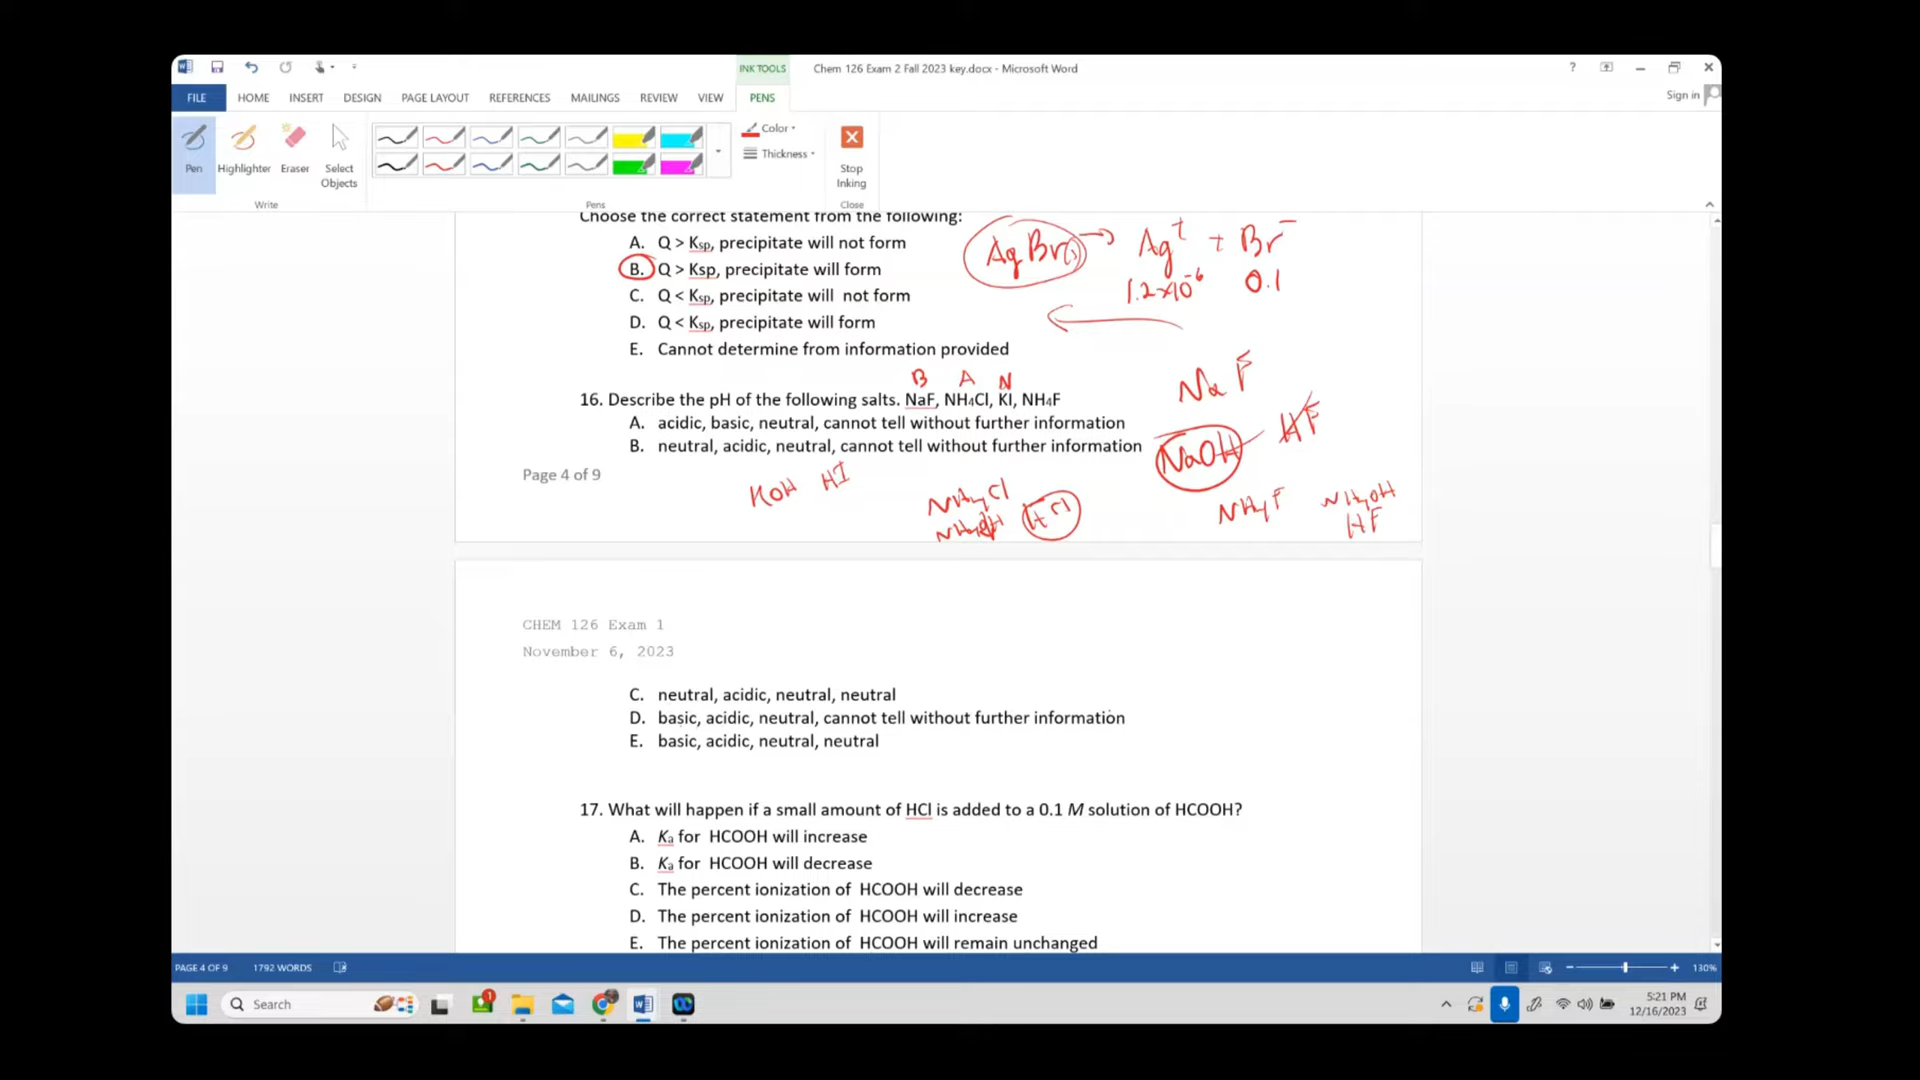 INK TOOLS
Chem 126 Exam 2 Fall 2023 key.docx - Microsoft Word
?
FILE HOME INSERT DESIGN PAGE LAYOUT REFERENCES MAILINGS REVIEW VIEW PENS
Sign in
Pen Highlighter Eraser Select Objects
Color
Thickness
Stop Inking
Write Pens Close
Choose the correct statement from the following:
A. Q > Ksp, precipitate will not form
B. Q > Ksp, precipitate will form
C. Q < Ksp, precipitate will not form
D. Q < Ksp, precipitate will form
E. Cannot determine from information provided
AgBr(s) → Ag+ + Br−
1.2×10-6 0.1
B A N
16. Describe the pH of the following salts. NaF, NH4Cl, KI, NH4F
A. acidic, basic, neutral, cannot tell without further information
B. neutral, acidic, neutral, cannot tell without further information
NaF
NaOH HF
Page 4 of 9
KOH HI
NH4Cl
HCl
NH4F
NH4OH
HF
CHEM 126 Exam 1
November 6, 2023
C. neutral, acidic, neutral, neutral
D. basic, acidic, neutral, cannot tell without further information
E. basic, acidic, neutral, neutral
17. What will happen if a small amount of HCl is added to a 0.1 M solution of HCOOH?
A. Ka for HCOOH will increase
B. Ka for HCOOH will decrease
C. The percent ionization of HCOOH will decrease
D. The percent ionization of HCOOH will increase
E. The percent ionization of HCOOH will remain unchanged
PAGE 4 OF 9 1792 WORDS
130%
Search
1
5:21 PM
12/16/2023